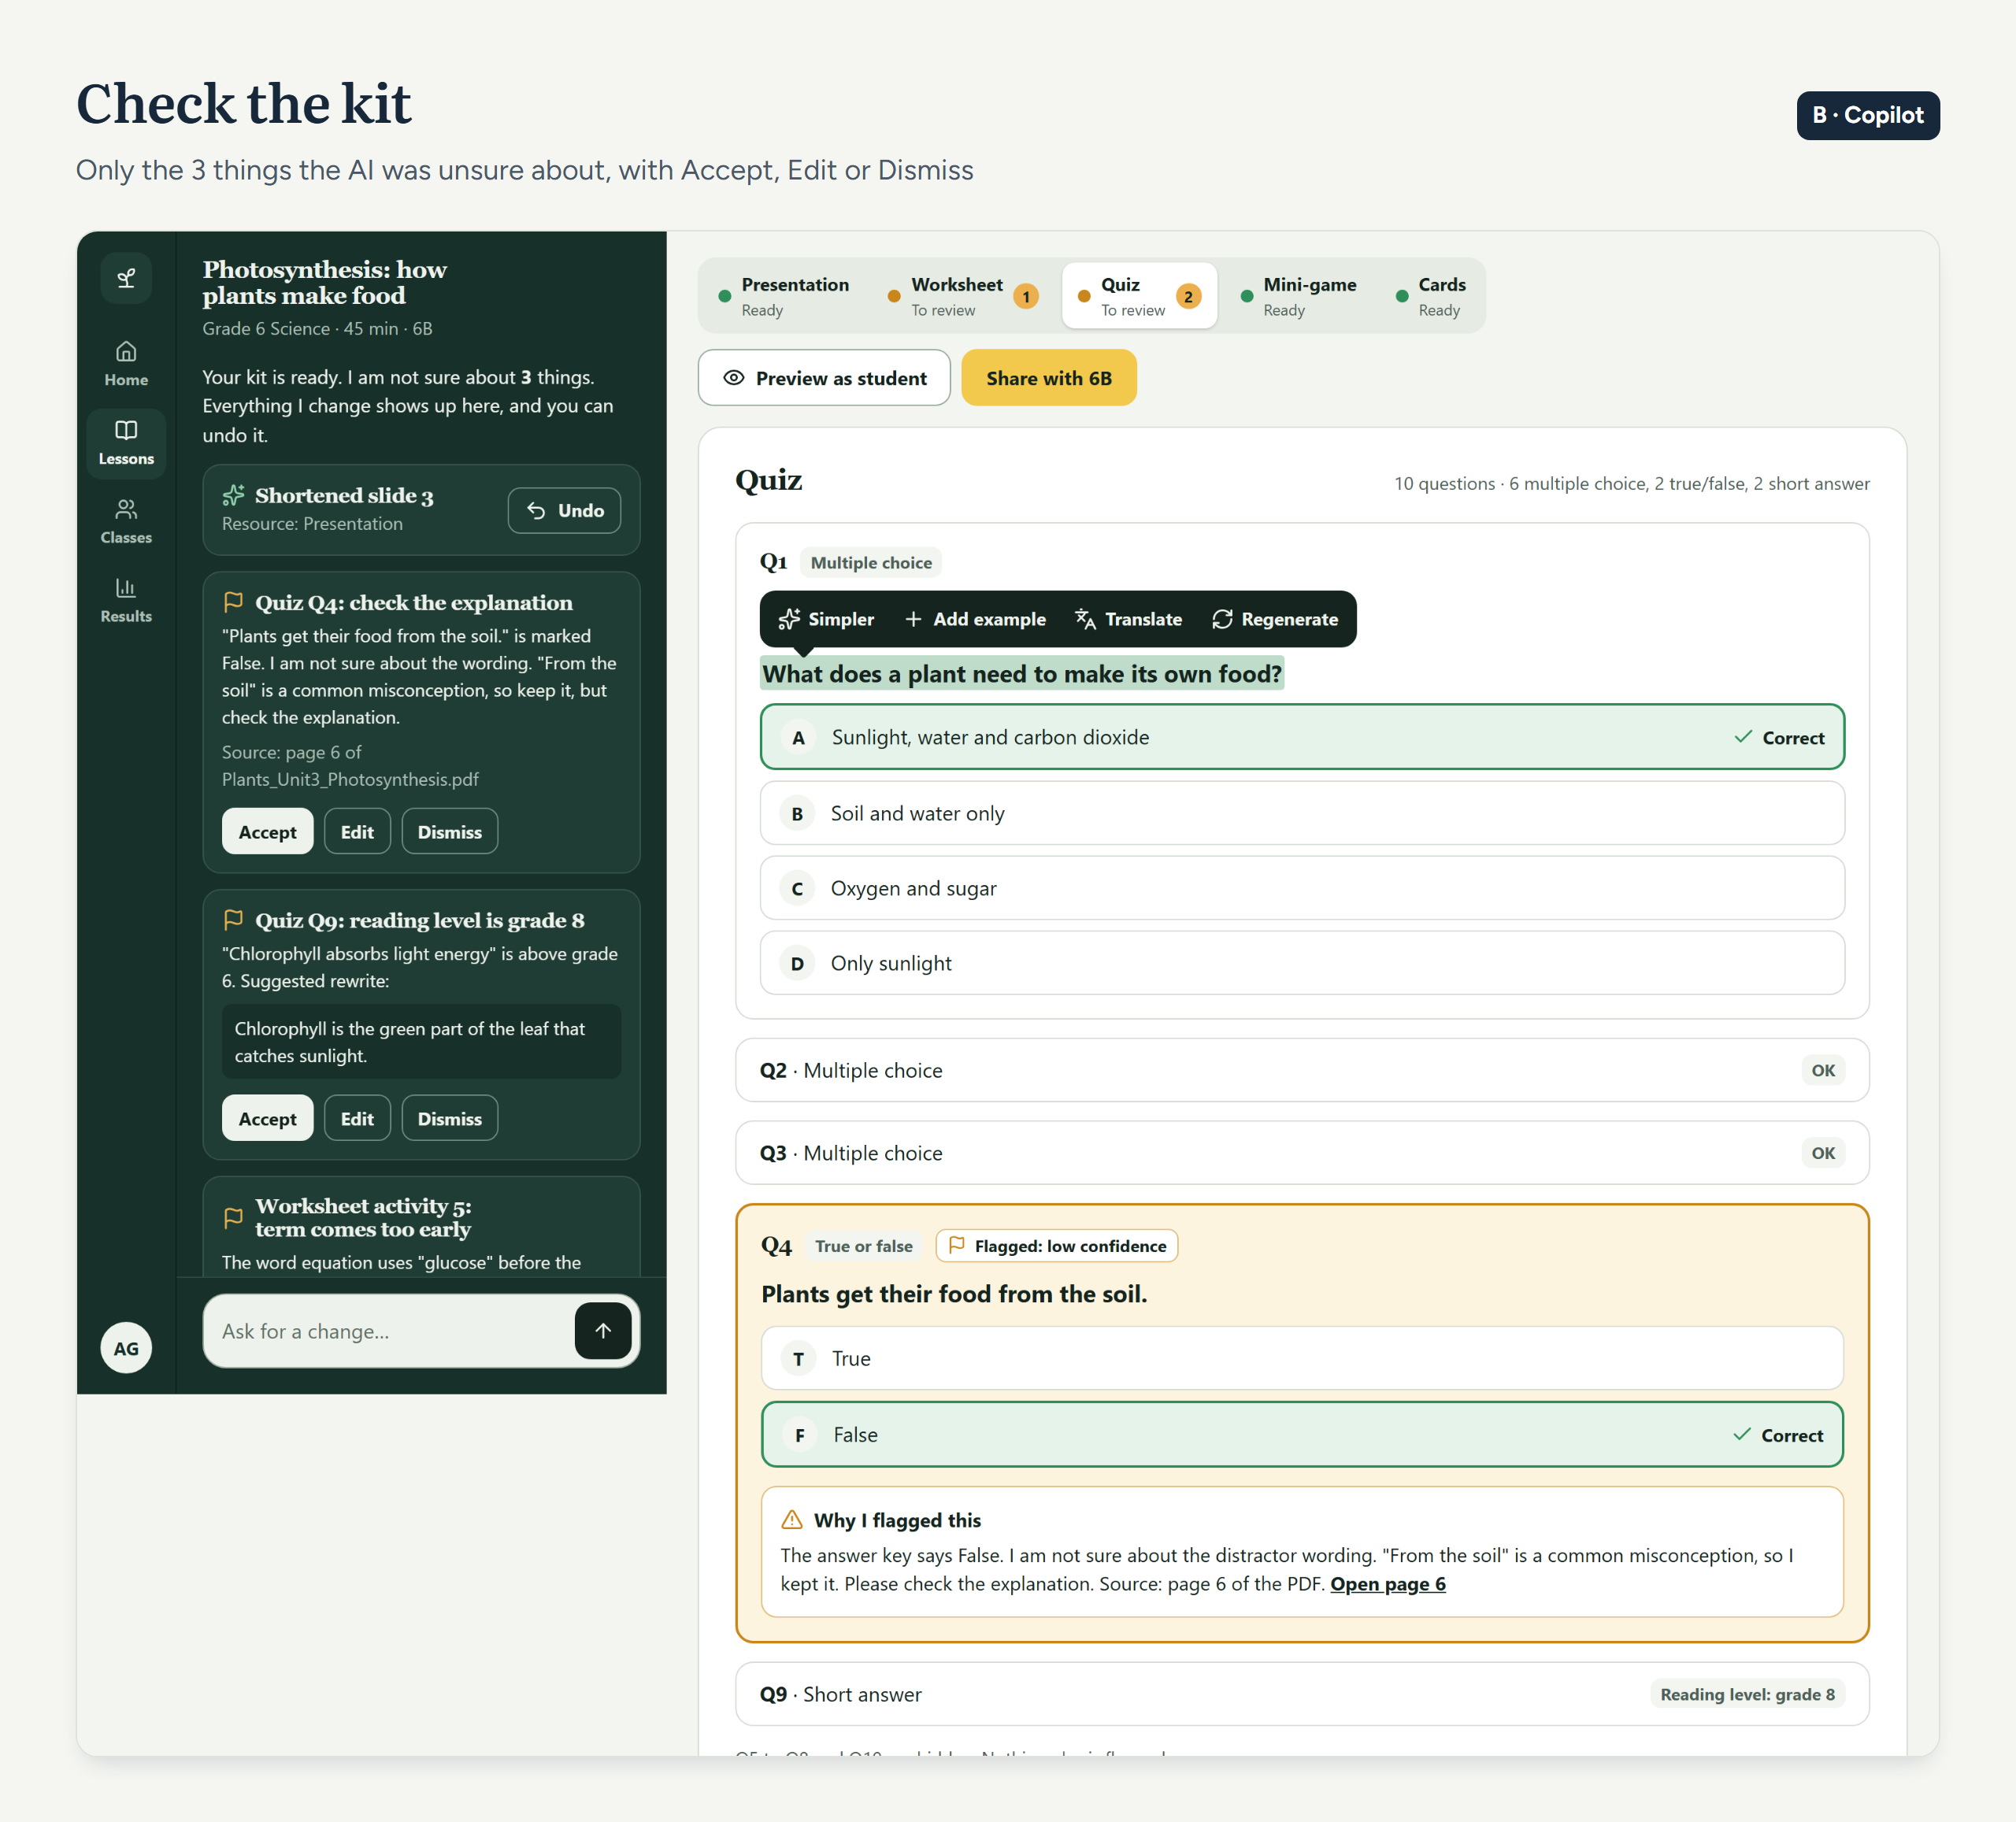 Check the kit
B · Copilot
Only the 3 things the AI was unsure about, with Accept, Edit or Dismiss
Home
Lessons
Classes
Results
AG
Photosynthesis: how
plants make food
Grade 6 Science · 45 min · 6B
Your kit is ready. I am not sure about 3 things.
Everything I change shows up here, and you can
undo it.
Shortened slide 3
Resource: Presentation
Undo
Quiz Q4: check the explanation
"Plants get their food from the soil." is marked
False. I am not sure about the wording. "From the
soil" is a common misconception, so keep it, but
check the explanation.
Source: page 6 of
Plants_Unit3_Photosynthesis.pdf
Accept Edit Dismiss
Quiz Q9: reading level is grade 8
"Chlorophyll absorbs light energy" is above grade
6. Suggested rewrite:
Chlorophyll is the green part of the leaf that
catches sunlight.
Accept Edit Dismiss
Worksheet activity 5:
term comes too early
The word equation uses "glucose" before the
Ask for a change...
Presentation
Ready
Worksheet
To review
1
Quiz
To review
2
Mini-game
Ready
Cards
Ready
Preview as student
Share with 6B
Quiz
10 questions · 6 multiple choice, 2 true/false, 2 short answer
Q1 Multiple choice
Simpler Add example Translate Regenerate
What does a plant need to make its own food?
A Sunlight, water and carbon dioxide Correct
B Soil and water only
C Oxygen and sugar
D Only sunlight
Q2 · Multiple choice OK
Q3 · Multiple choice OK
Q4 True or false Flagged: low confidence
Plants get their food from the soil.
T True
F False Correct
Why I flagged this
The answer key says False. I am not sure about the distractor wording. "From the soil" is a common misconception, so I
kept it. Please check the explanation. Source: page 6 of the PDF. Open page 6
Q9 · Short answer Reading level: grade 8